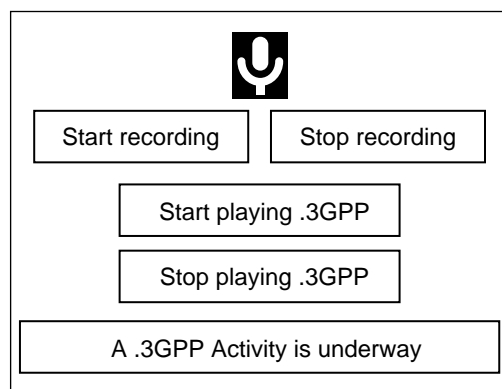 Start recording
Stop recording
Start playing .3GPP
Stop playing .3GPP
A .3GPP Activity is underway